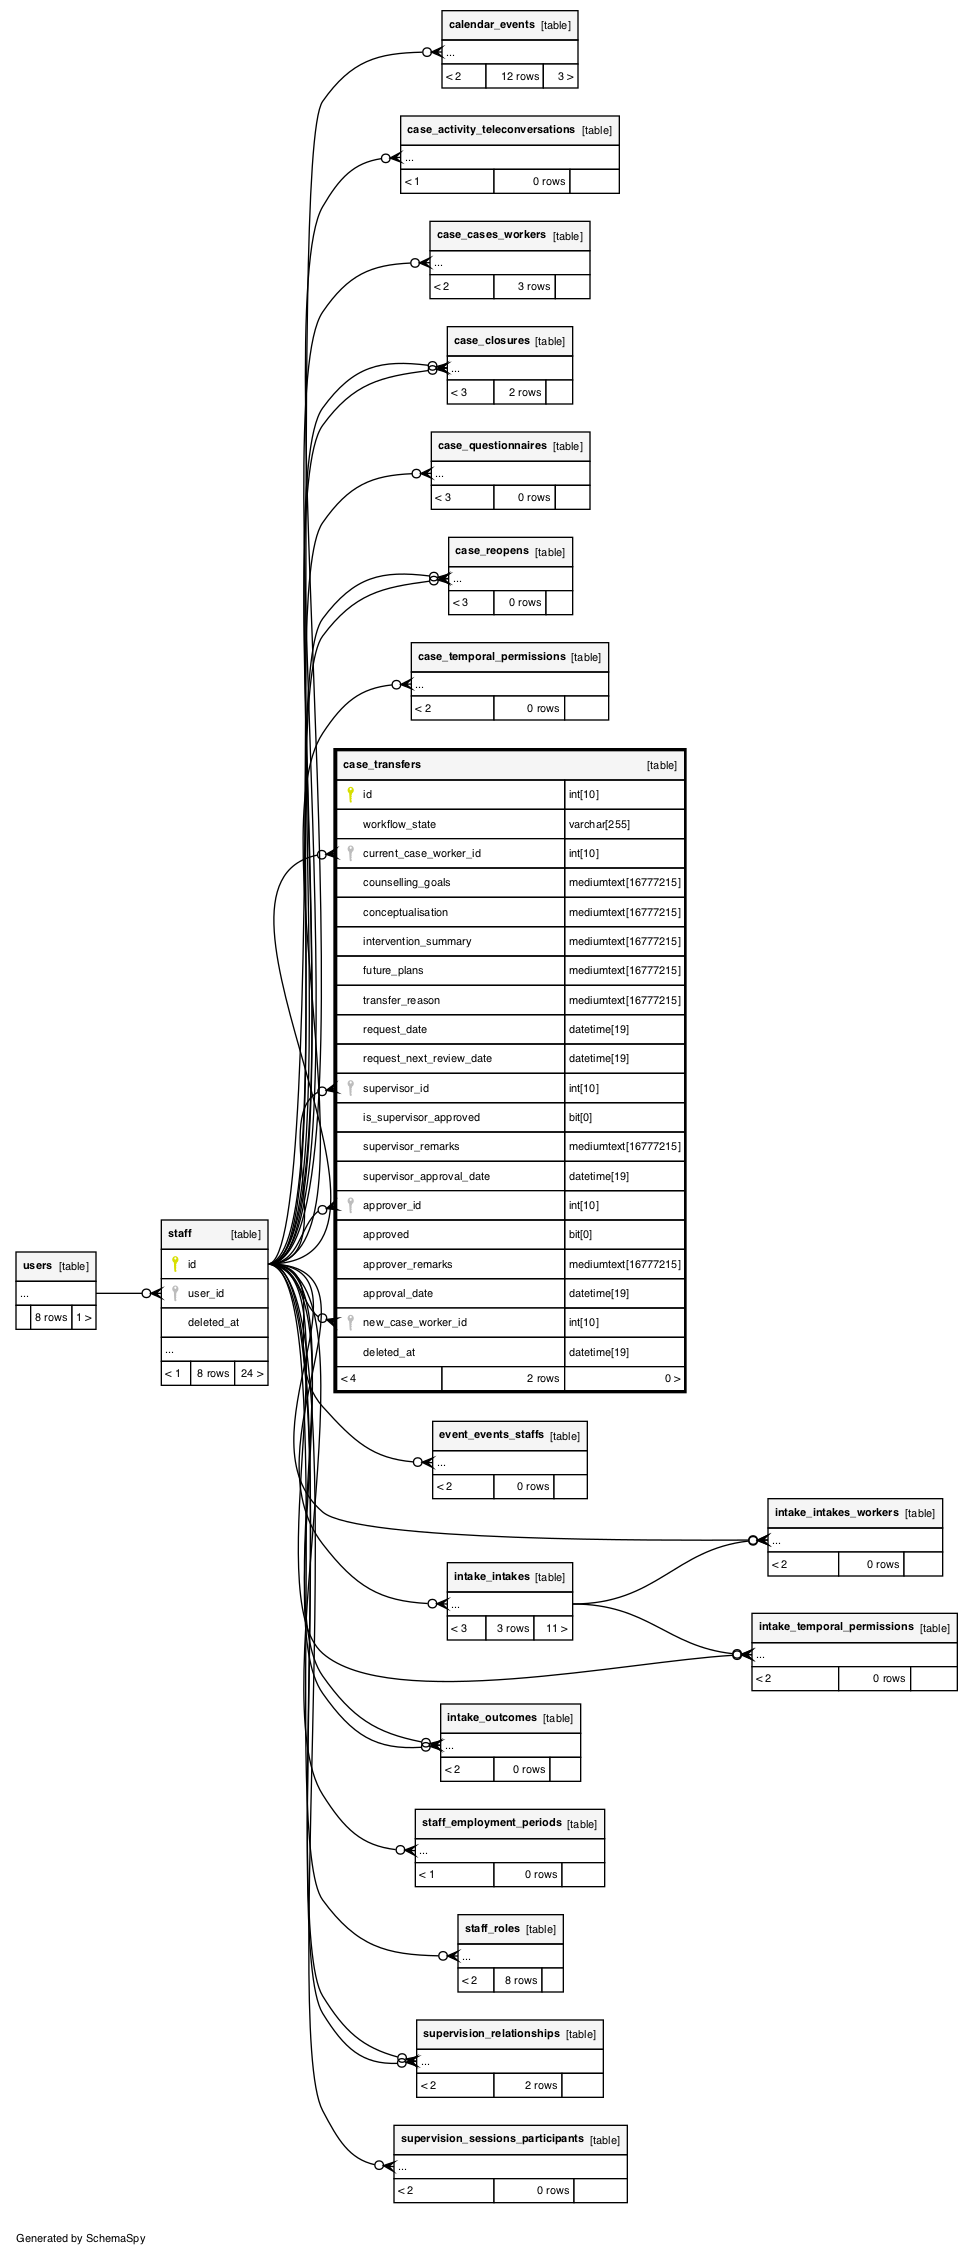 calendar_events [table]
...
< 2 12 rows 3 >
case_activity_teleconversations [table]
...
< 1 0 rows
case_cases_workers [table]
...
< 2 3 rows
case_closures [table]
...
< 3 2 rows
case_questionnaires [table]
...
< 3 0 rows
case_reopens [table]
...
< 3 0 rows
case_temporal_permissions [table]
...
< 2 0 rows
case_transfers [table]
id int[10]
workflow_state varchar[255]
current_case_worker_id int[10]
counselling_goals mediumtext[16777215]
conceptualisation mediumtext[16777215]
intervention_summary mediumtext[16777215]
future_plans mediumtext[16777215]
transfer_reason mediumtext[16777215]
request_date datetime[19]
request_next_review_date datetime[19]
supervisor_id int[10]
is_supervisor_approved bit[0]
supervisor_remarks mediumtext[16777215]
supervisor_approval_date datetime[19]
approver_id int[10]
approved bit[0]
approver_remarks mediumtext[16777215]
approval_date datetime[19]
new_case_worker_id int[10]
deleted_at datetime[19]
< 4 2 rows 0 >
staff [table]
id
user_id
deleted_at
...
< 1 8 rows 24 >
users [table]
...
8 rows 1 >
event_events_staffs [table]
...
< 2 0 rows
intake_intakes_workers [table]
...
< 2 0 rows
intake_intakes [table]
...
< 3 3 rows 11 >
intake_temporal_permissions [table]
...
< 2 0 rows
intake_outcomes [table]
...
< 2 0 rows
staff_employment_periods [table]
...
< 1 0 rows
staff_roles [table]
...
< 2 8 rows
supervision_relationships [table]
...
< 2 2 rows
supervision_sessions_participants [table]
...
< 2 0 rows
Generated by SchemaSpy